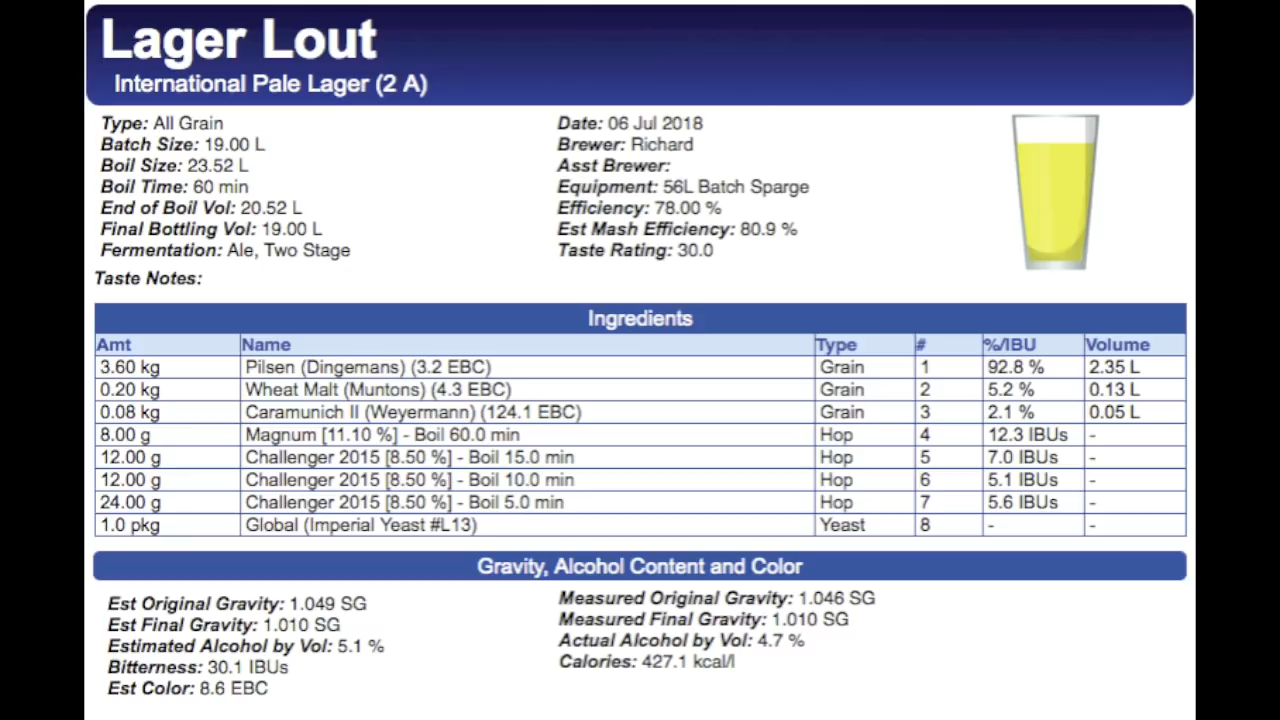 Lager Lout
International Pale Lager (2 A)
Type: All Grain
Batch Size: 19.00 L
Boil Size: 23.52 L
Boil Time: 60 min
End of Boil Vol: 20.52 L
Final Bottling Vol: 19.00 L
Fermentation: Ale, Two Stage
Taste Notes:
Date: 06 Jul 2018
Brewer: Richard
Asst Brewer:
Equipment: 56L Batch Sparge
Efficiency: 78.00 %
Est Mash Efficiency: 80.9 %
Taste Rating: 30.0
Ingredients
Amt Name Type # %/IBU Volume
3.60 kg Pilsen (Dingemans) (3.2 EBC) Grain 1 92.8 % 2.35 L
0.20 kg Wheat Malt (Muntons) (4.3 EBC) Grain 2 5.2 % 0.13 L
0.08 kg Caramunich II (Weyermann) (124.1 EBC) Grain 3 2.1 % 0.05 L
8.00 g Magnum [11.10 %] - Boil 60.0 min Hop 4 12.3 IBUs -
12.00 g Challenger 2015 [8.50 %] - Boil 15.0 min Hop 5 7.0 IBUs -
12.00 g Challenger 2015 [8.50 %] - Boil 10.0 min Hop 6 5.1 IBUs -
24.00 g Challenger 2015 [8.50 %] - Boil 5.0 min Hop 7 5.6 IBUs -
1.0 pkg Global (Imperial Yeast #L13) Yeast 8 - -
Gravity, Alcohol Content and Color
Est Original Gravity: 1.049 SG
Est Final Gravity: 1.010 SG
Estimated Alcohol by Vol: 5.1 %
Bitterness: 30.1 IBUs
Est Color: 8.6 EBC
Measured Original Gravity: 1.046 SG
Measured Final Gravity: 1.010 SG
Actual Alcohol by Vol: 4.7 %
Calories: 427.1 kcal/l